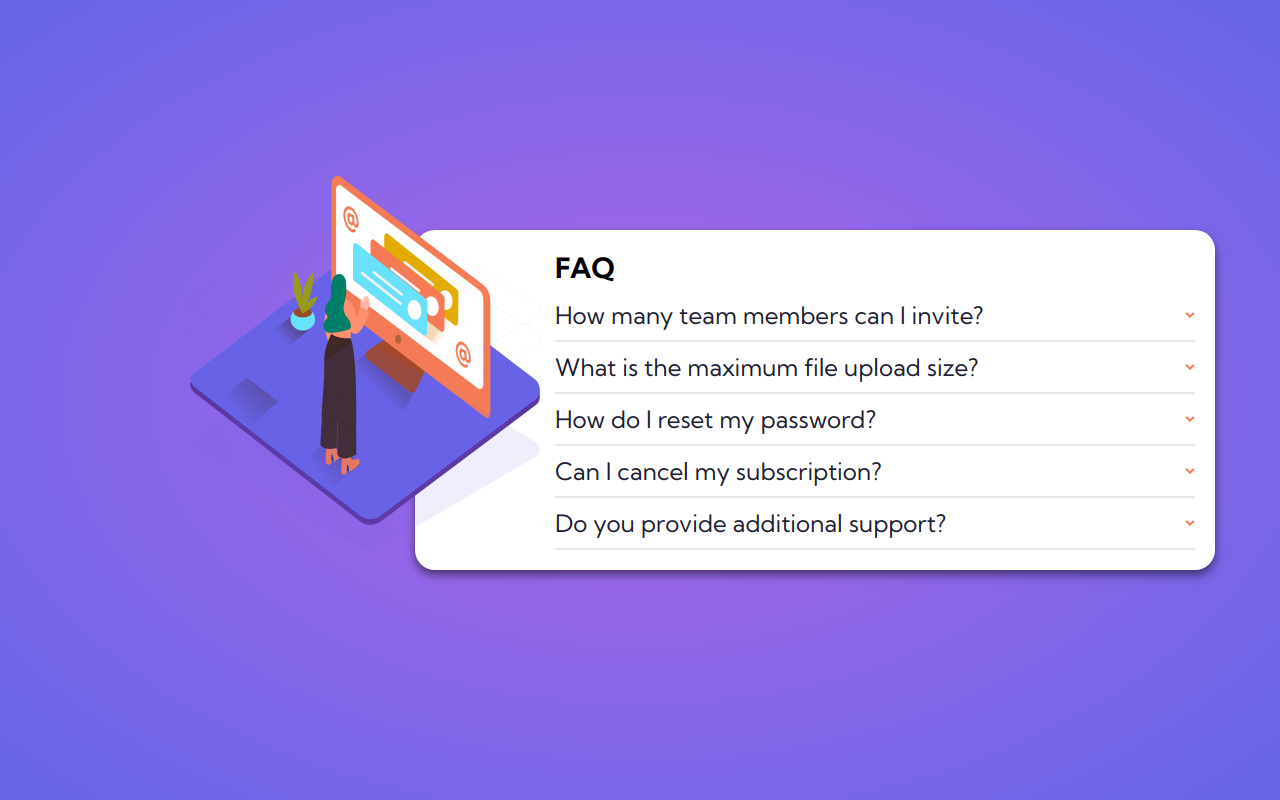 @
@
FAQ
How many team members can I invite?
What is the maximum file upload size?
How do I reset my password?
Can I cancel my subscription?
Do you provide additional support?